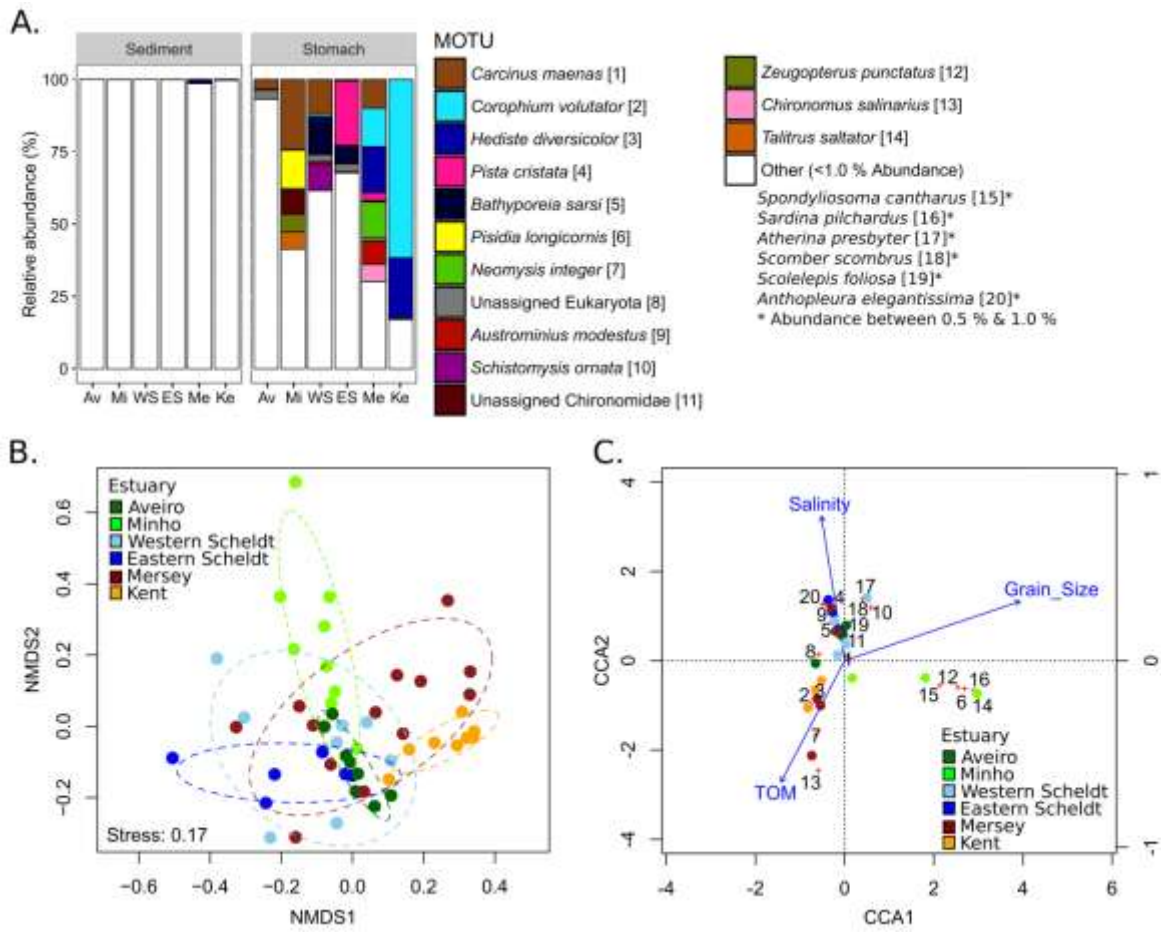 A.
Sediment
Stomach
MOTU
Relative abundance (%)
100
75
50
25
0
Av Mi WS ES Me Ke
Av Mi WS ES Me Ke
Carcinus maenas [1]
Corophium volutator [2]
Hediste diversicolor [3]
Pista cristata [4]
Bathyporeia sarsi [5]
Pisidia longicornis [6]
Neomysis integer [7]
Unassigned Eukaryota [8]
Austrominius modestus [9]
Schistomysis ornata [10]
Unassigned Chironomidae [11]
Zeugopterus punctatus [12]
Chironomus salinarius [13]
Talitrus saltator [14]
Other (<1.0 % Abundance)
Spondyliosoma cantharus [15]*
Sardina pilchardus [16]*
Atherina presbyter [17]*
Scomber scombrus [18]*
Scolelepis foliosa [19]*
Anthopleura elegantissima [20]*
* Abundance between 0.5 % & 1.0 %
B.
Estuary
Aveiro
Minho
Western Scheldt
Eastern Scheldt
Mersey
Kent
NMDS2
0.6
0.4
0.2
0.0
−0.2
Stress: 0.17
−0.6 −0.4 −0.2 0.0 0.2 0.4
NMDS1
C.
Salinity
Grain_Size
TOM
CCA2
4
2
0
-2
-4
1
0
-1
17
20 4
18 10
9
19
5
11
8
12 16
15 6 14
2 3
7
13
Estuary
Aveiro
Minho
Western Scheldt
Eastern Scheldt
Mersey
Kent
-4 -2 0 2 4 6
CCA1